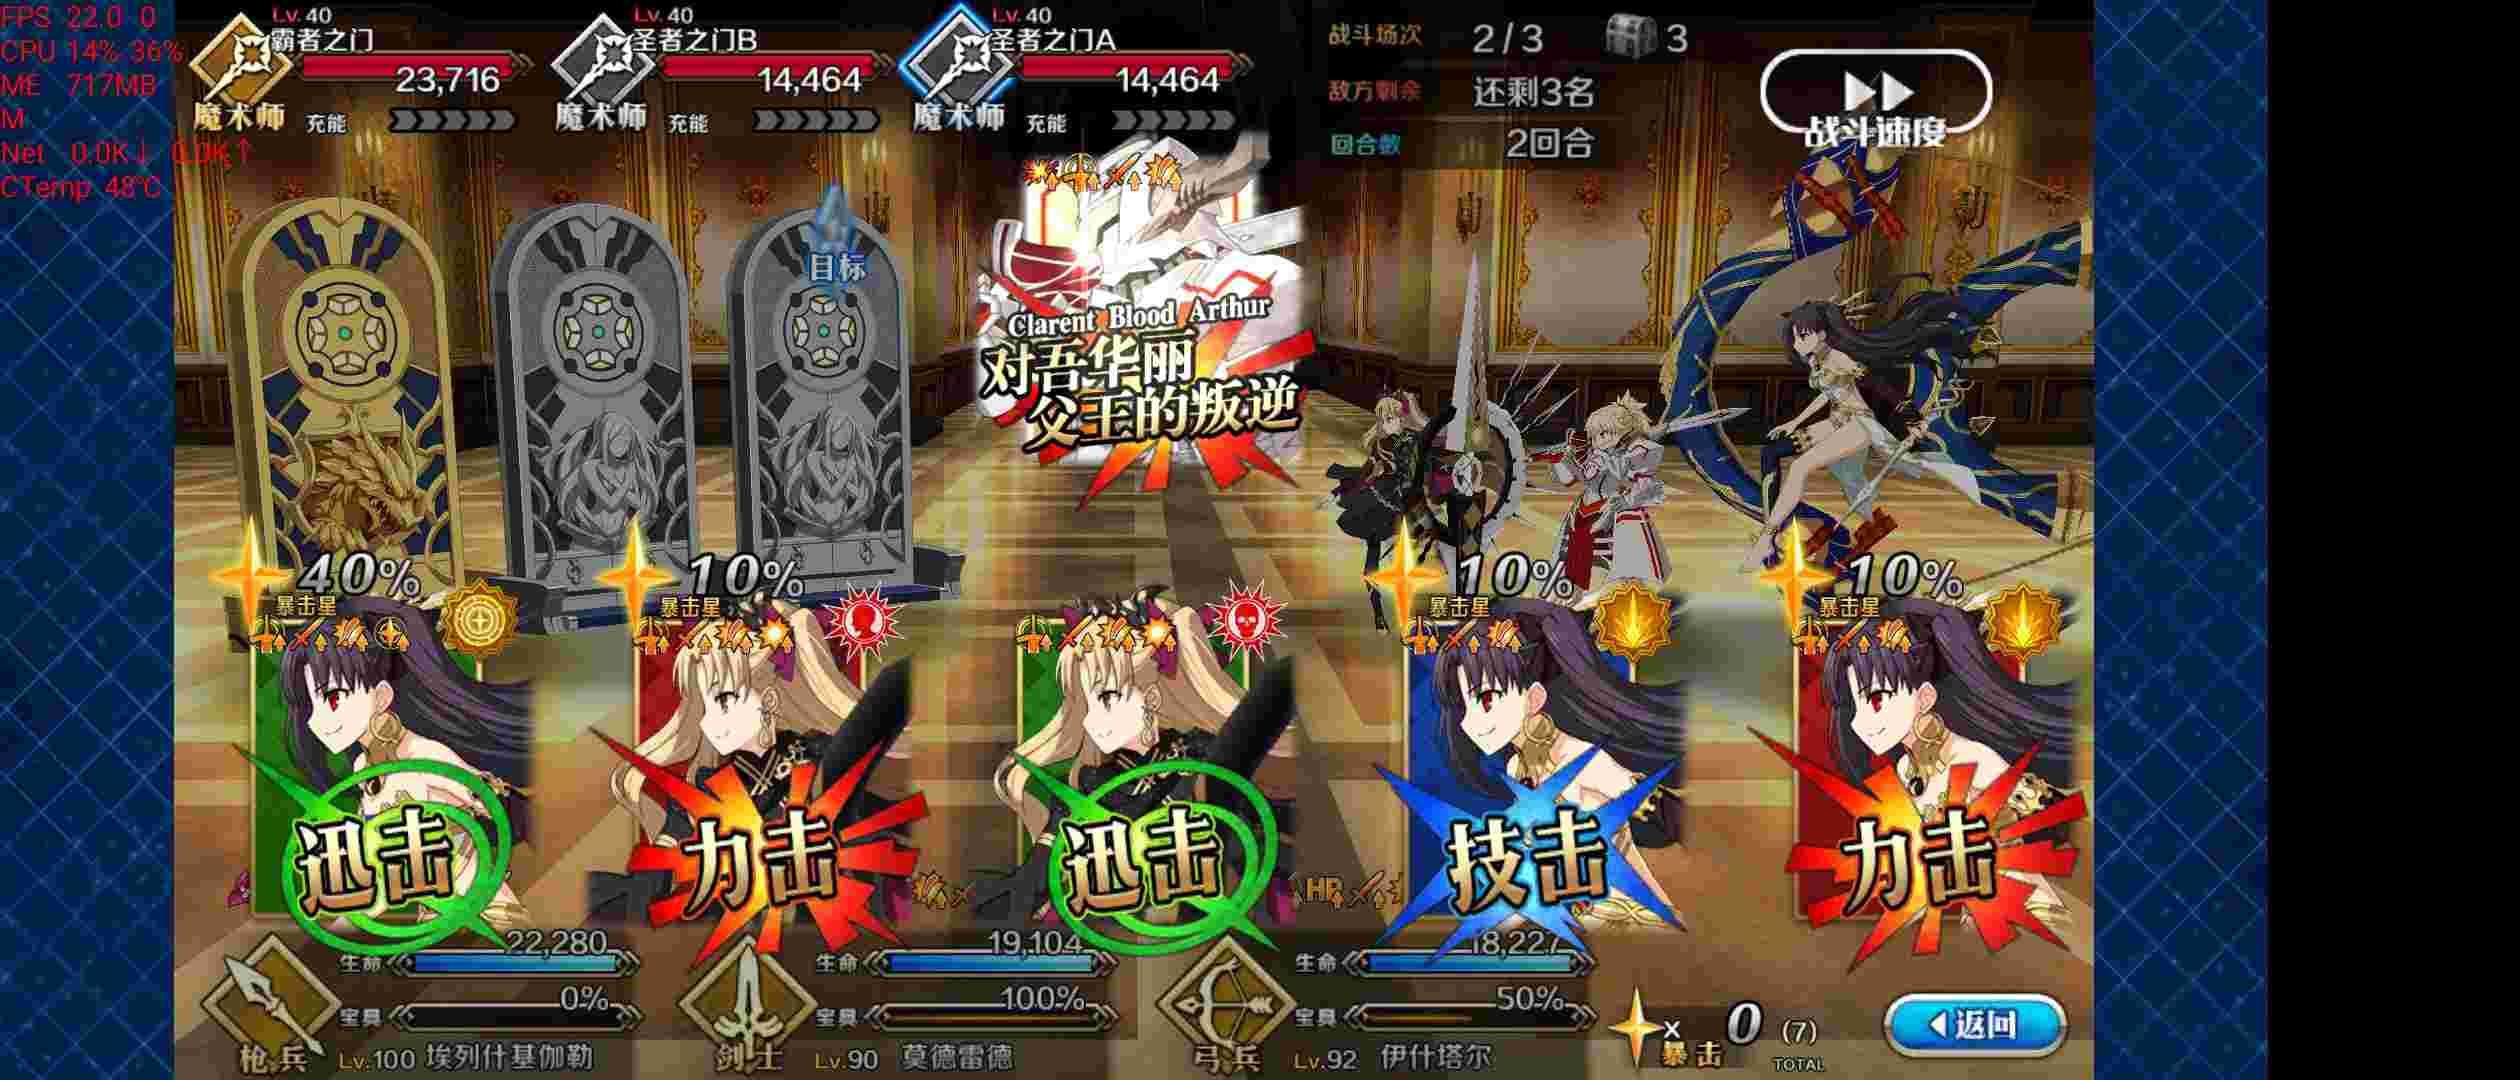 FPS 22.0 0
CPU 14% 36%
ME 717MB
M
Net 0.0K↓ 0.0K↑
CTemp 48°C
Lv.40
霸者之门
23,716
魔术师
充能
Lv.40
圣者之门B
14,464
魔术师
充能
Lv.40
圣者之门A
14,464
魔术师
充能
战斗场次 2/3 3
敌方剩余 还剩3名
回合数 2回合
战斗速度
目标
Clarent Blood Arthur
对吾华丽
父王的叛逆
40%
暴击星
迅击
10%
暴击星
力击
迅击
10%
暴击星
技击
10%
暴击星
力击
HP
22,280
生命
0%
宝具
枪兵
Lv.100 埃列什基伽勒
19,104
生命
100%
宝具
剑士
Lv.90 莫德雷德
18,227
生命
50%
宝具
弓兵
Lv.92 伊什塔尔
x 0 (7)
暴击
TOTAL
返回